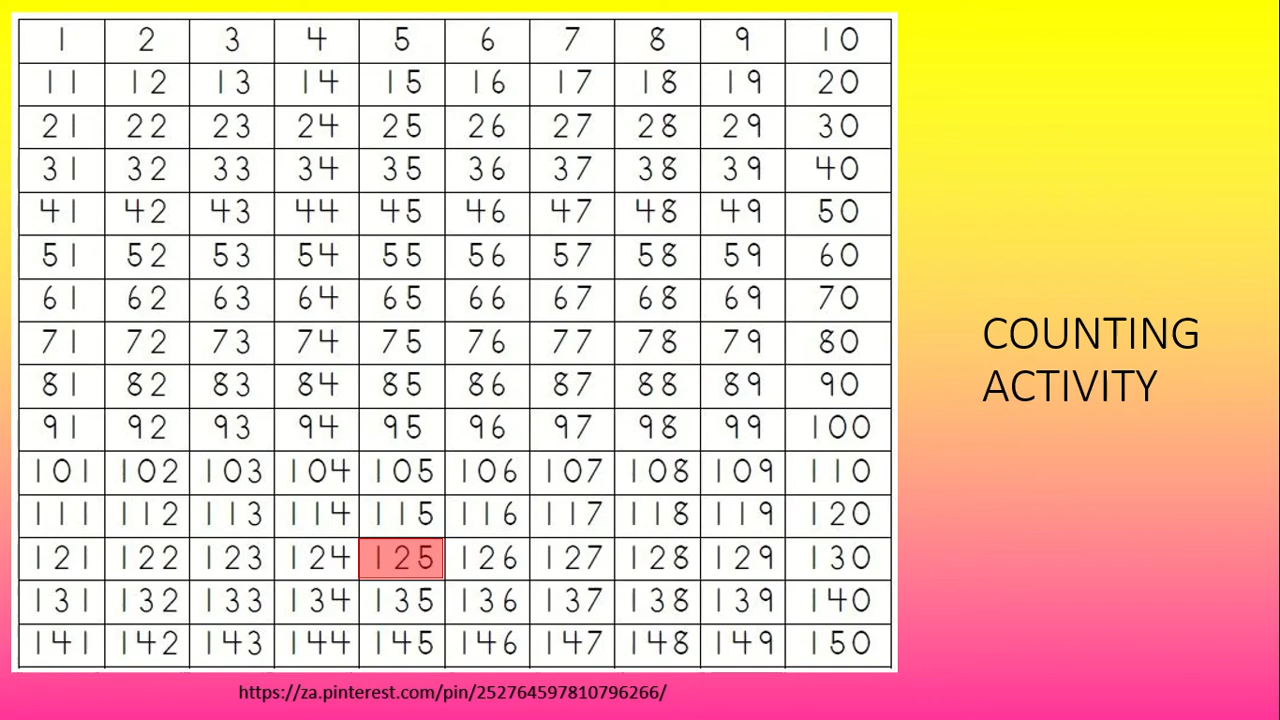 1 2 3 4 5 6 7 8 9 10
11 12 13 14 15 16 17 18 19 20
21 22 23 24 25 26 27 28 29 30
31 32 33 34 35 36 37 38 39 40
41 42 43 44 45 46 47 48 49 50
51 52 53 54 55 56 57 58 59 60
61 62 63 64 65 66 67 68 69 70
71 72 73 74 75 76 77 78 79 80
81 82 83 84 85 86 87 88 89 90
91 92 93 94 95 96 97 98 99 100
101 102 103 104 105 106 107 108 109 110
111 112 113 114 115 116 117 118 119 120
121 122 123 124 125 126 127 128 129 130
131 132 133 134 135 136 137 138 139 140
141 142 143 144 145 146 147 148 149 150
COUNTING
ACTIVITY
https://za.pinterest.com/pin/252764597810796266/